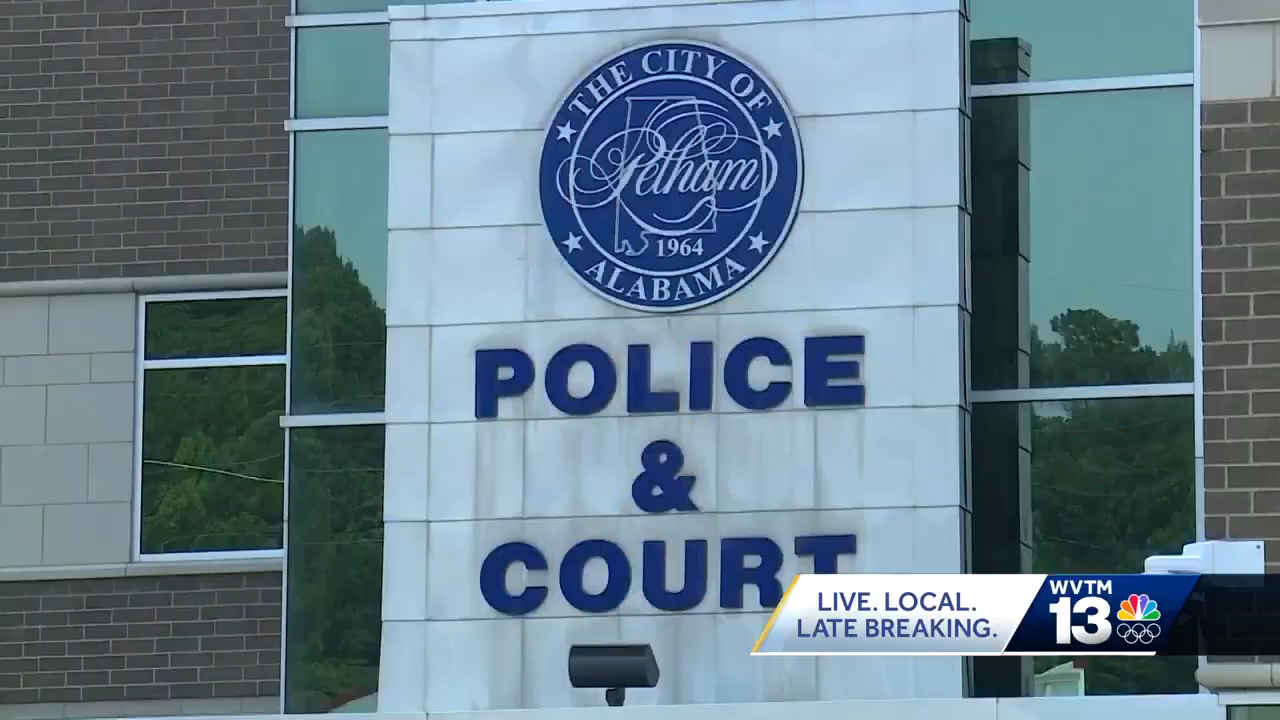 THE CITY OF
Pelham
1964
ALABAMA
POLICE
&
COURT
LIVE. LOCAL.
LATE BREAKING.
WVTM
13